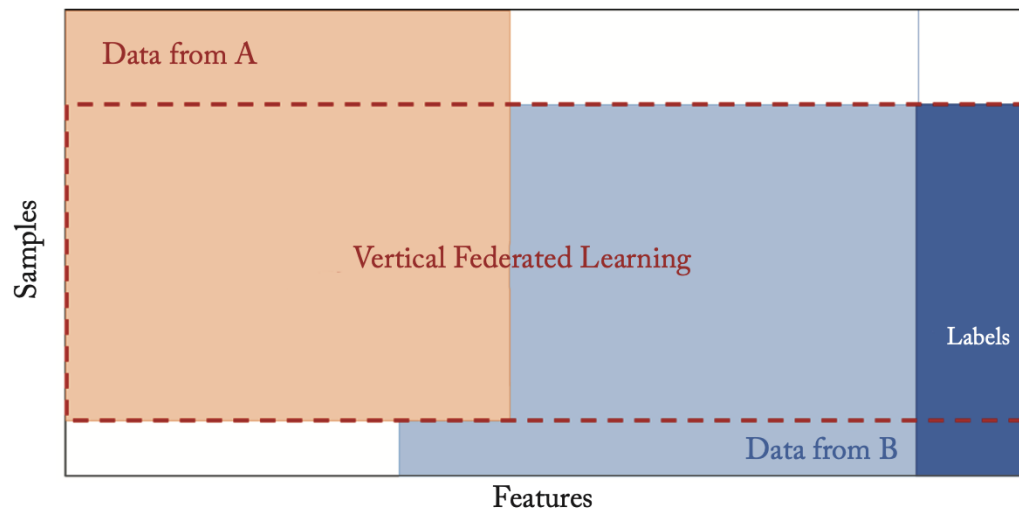 Data from A
Samples
Vertical Federated Learning
Labels
Data from B
Features